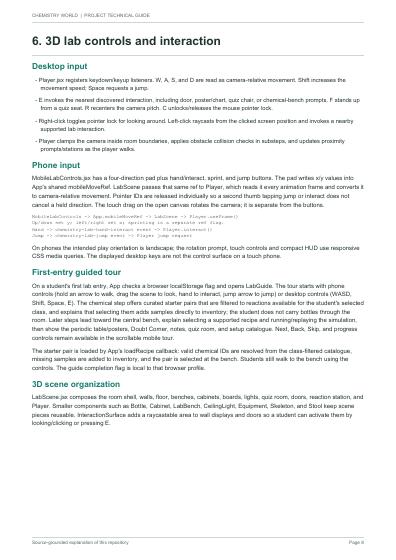 CHEMISTRY WORLD | PROJECT TECHNICAL GUIDE
6. 3D lab controls and interaction
Desktop input
- Player.jsx registers keydown/keyup listeners. W, A, S, and D are read as camera-relative movement. Shift increases the
movement speed; Space requests a jump.
- E invokes the nearest discovered interaction, including door, poster/chart, quiz chair, or chemical-bench prompts. F stands up
from a quiz seat. R recenters the camera pitch. C unlocks/releases the mouse pointer lock.
- Right-click toggles pointer lock for looking around. Left-click raycasts from the clicked screen position and invokes a nearby
supported lab interaction.
- Player clamps the camera inside room boundaries, applies obstacle collision checks in substeps, and updates proximity
prompts/stations as the player walks.
Phone input
MobileLabControls.jsx has a four-direction pad plus hand/interact, sprint, and jump buttons. The pad writes x/y values into
App's shared mobileMoveRef. LabScene passes that same ref to Player, which reads it every animation frame and converts it
to camera-relative movement. Pointer IDs are released individually so a second thumb tapping jump or interact does not
cancel a held direction. The touch drag on the open canvas rotates the camera; it is separate from the buttons.
MobileLabControls -> App.mobileMoveRef -> LabScene -> Player.useFrame()
Up/down set y; left/right set x; sprinting is a separate ref flag.
Hand -> chemistry-lab-hand-interact event -> Player.interact()
Jump -> chemistry-lab-jump event -> Player jump request
On phones the intended play orientation is landscape; the rotation prompt, touch controls and compact HUD use responsive
CSS media queries. The displayed desktop keys are not the control surface on a touch phone.
First-entry guided tour
On a student's first lab entry, App checks a browser localStorage flag and opens LabGuide. The tour starts with phone
controls (hold an arrow to walk, drag the scene to look, hand to interact, jump arrow to jump) or desktop controls (WASD,
Shift, Space, E). The chemical step offers curated starter pairs that are filtered to reactions available for the student's selected
class, and explains that selecting them adds samples directly to inventory; the student does not carry bottles through the
room. Later steps lead toward the central bench, explain selecting a supported recipe and running/replaying the simulation,
then show the periodic table/posters, Doubt Corner, notes, quiz room, and setup catalogue. Next, Back, Skip, and progress
controls remain available in the scrollable mobile tour.
The starter pair is loaded by App's loadRecipe callback: valid chemical IDs are resolved from the class-filtered catalogue,
missing samples are added to inventory, and the pair is selected at the bench. Students still walk to the bench using the
controls. The guide completion flag is local to that browser profile.
3D scene organization
LabScene.jsx composes the room shell, walls, floor, benches, cabinets, boards, lights, quiz room, doors, reaction station, and
Player. Smaller components such as Bottle, Cabinet, LabBench, CeilingLight, Equipment, Skeleton, and Stool keep scene
pieces reusable. InteractionSurface adds a raycastable area to wall displays and doors so a student can activate them by
looking/clicking or pressing E.
Source-grounded explanation of this repository